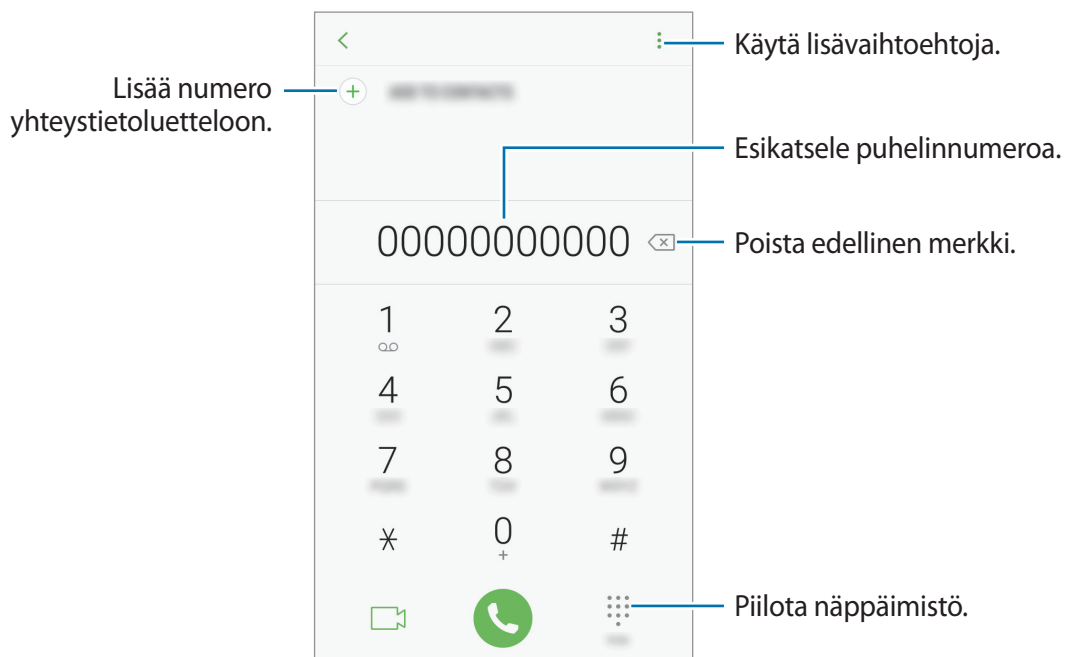 Käytä lisävaihtoehtoja.
Lisää numero
yhteystietoluetteloon.
Esikatsele puhelinnumeroa.
00000000000
Poista edellinen merkki.
1 2 3
4 5 6
7 8 9
* 0 #
+
Piilota näppäimistö.